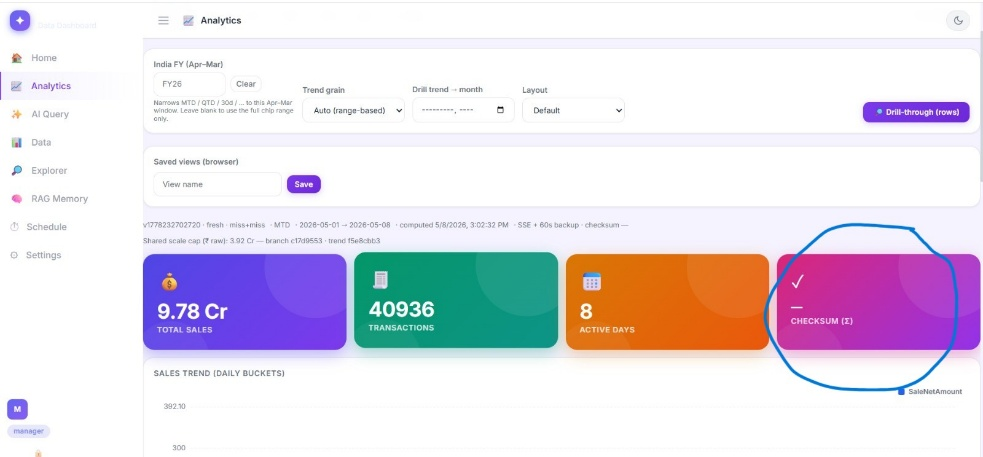 Data Dashboard
Analytics
Home
Analytics
AI Query
Data
Explorer
RAG Memory
Schedule
Settings
M
manager
India FY (Apr–Mar)
FY26
Clear
Narrows MTD / QTD / 30d / ... to this Apr–Mar
window. Leave blank to use the full chip range
only.
Trend grain
Auto (range-based)
Drill trend → month
---------, ----
Layout
Default
Drill-through (rows)
Saved views (browser)
View name
Save
v1778232702720 · fresh · miss+miss · MTD · 2026-05-01 → 2026-05-08 · computed 5/8/2026, 3:02:32 PM · SSE + 60s backup · checksum —
Shared scale cap (₹ raw): 3.92 Cr — branch c17d9553 · trend f5e8cbb3
9.78 Cr
TOTAL SALES
40936
TRANSACTIONS
8
ACTIVE DAYS
—
CHECKSUM (Σ)
SALES TREND (DAILY BUCKETS)
SaleNetAmount
392.10
300